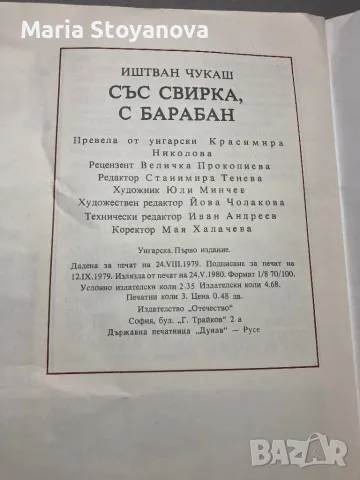 Maria Stoyanova
ИШТВАН ЧУКАШ
СЪС СВИРКА,
С БАРАБАН
Превела от унгарски Красимира
Николова
Рецензент Величка Прокопиева
Редактор Станимира Тенева
Художник Юли Минчев
Художествен редактор Йова Чолакова
Технически редактор Иван Андреев
Коректор Мая Халачева
Унгарска. Първо издание.
Дадена за печат на 24.VIII.1979. Подписана за печат на
12.IX.1979. Излязла от печат на 24.V.1980. Формат 1/8 70/100.
Условно издателски коли 2.35 Издателски коли 4.68.
Печатни коли 3. Цена 0.48 лв.
Издателство „Отечество"
София, бул. „Г. Трайков" 2 а
Държавна печатница „Дунав" — Русе
BAZAR